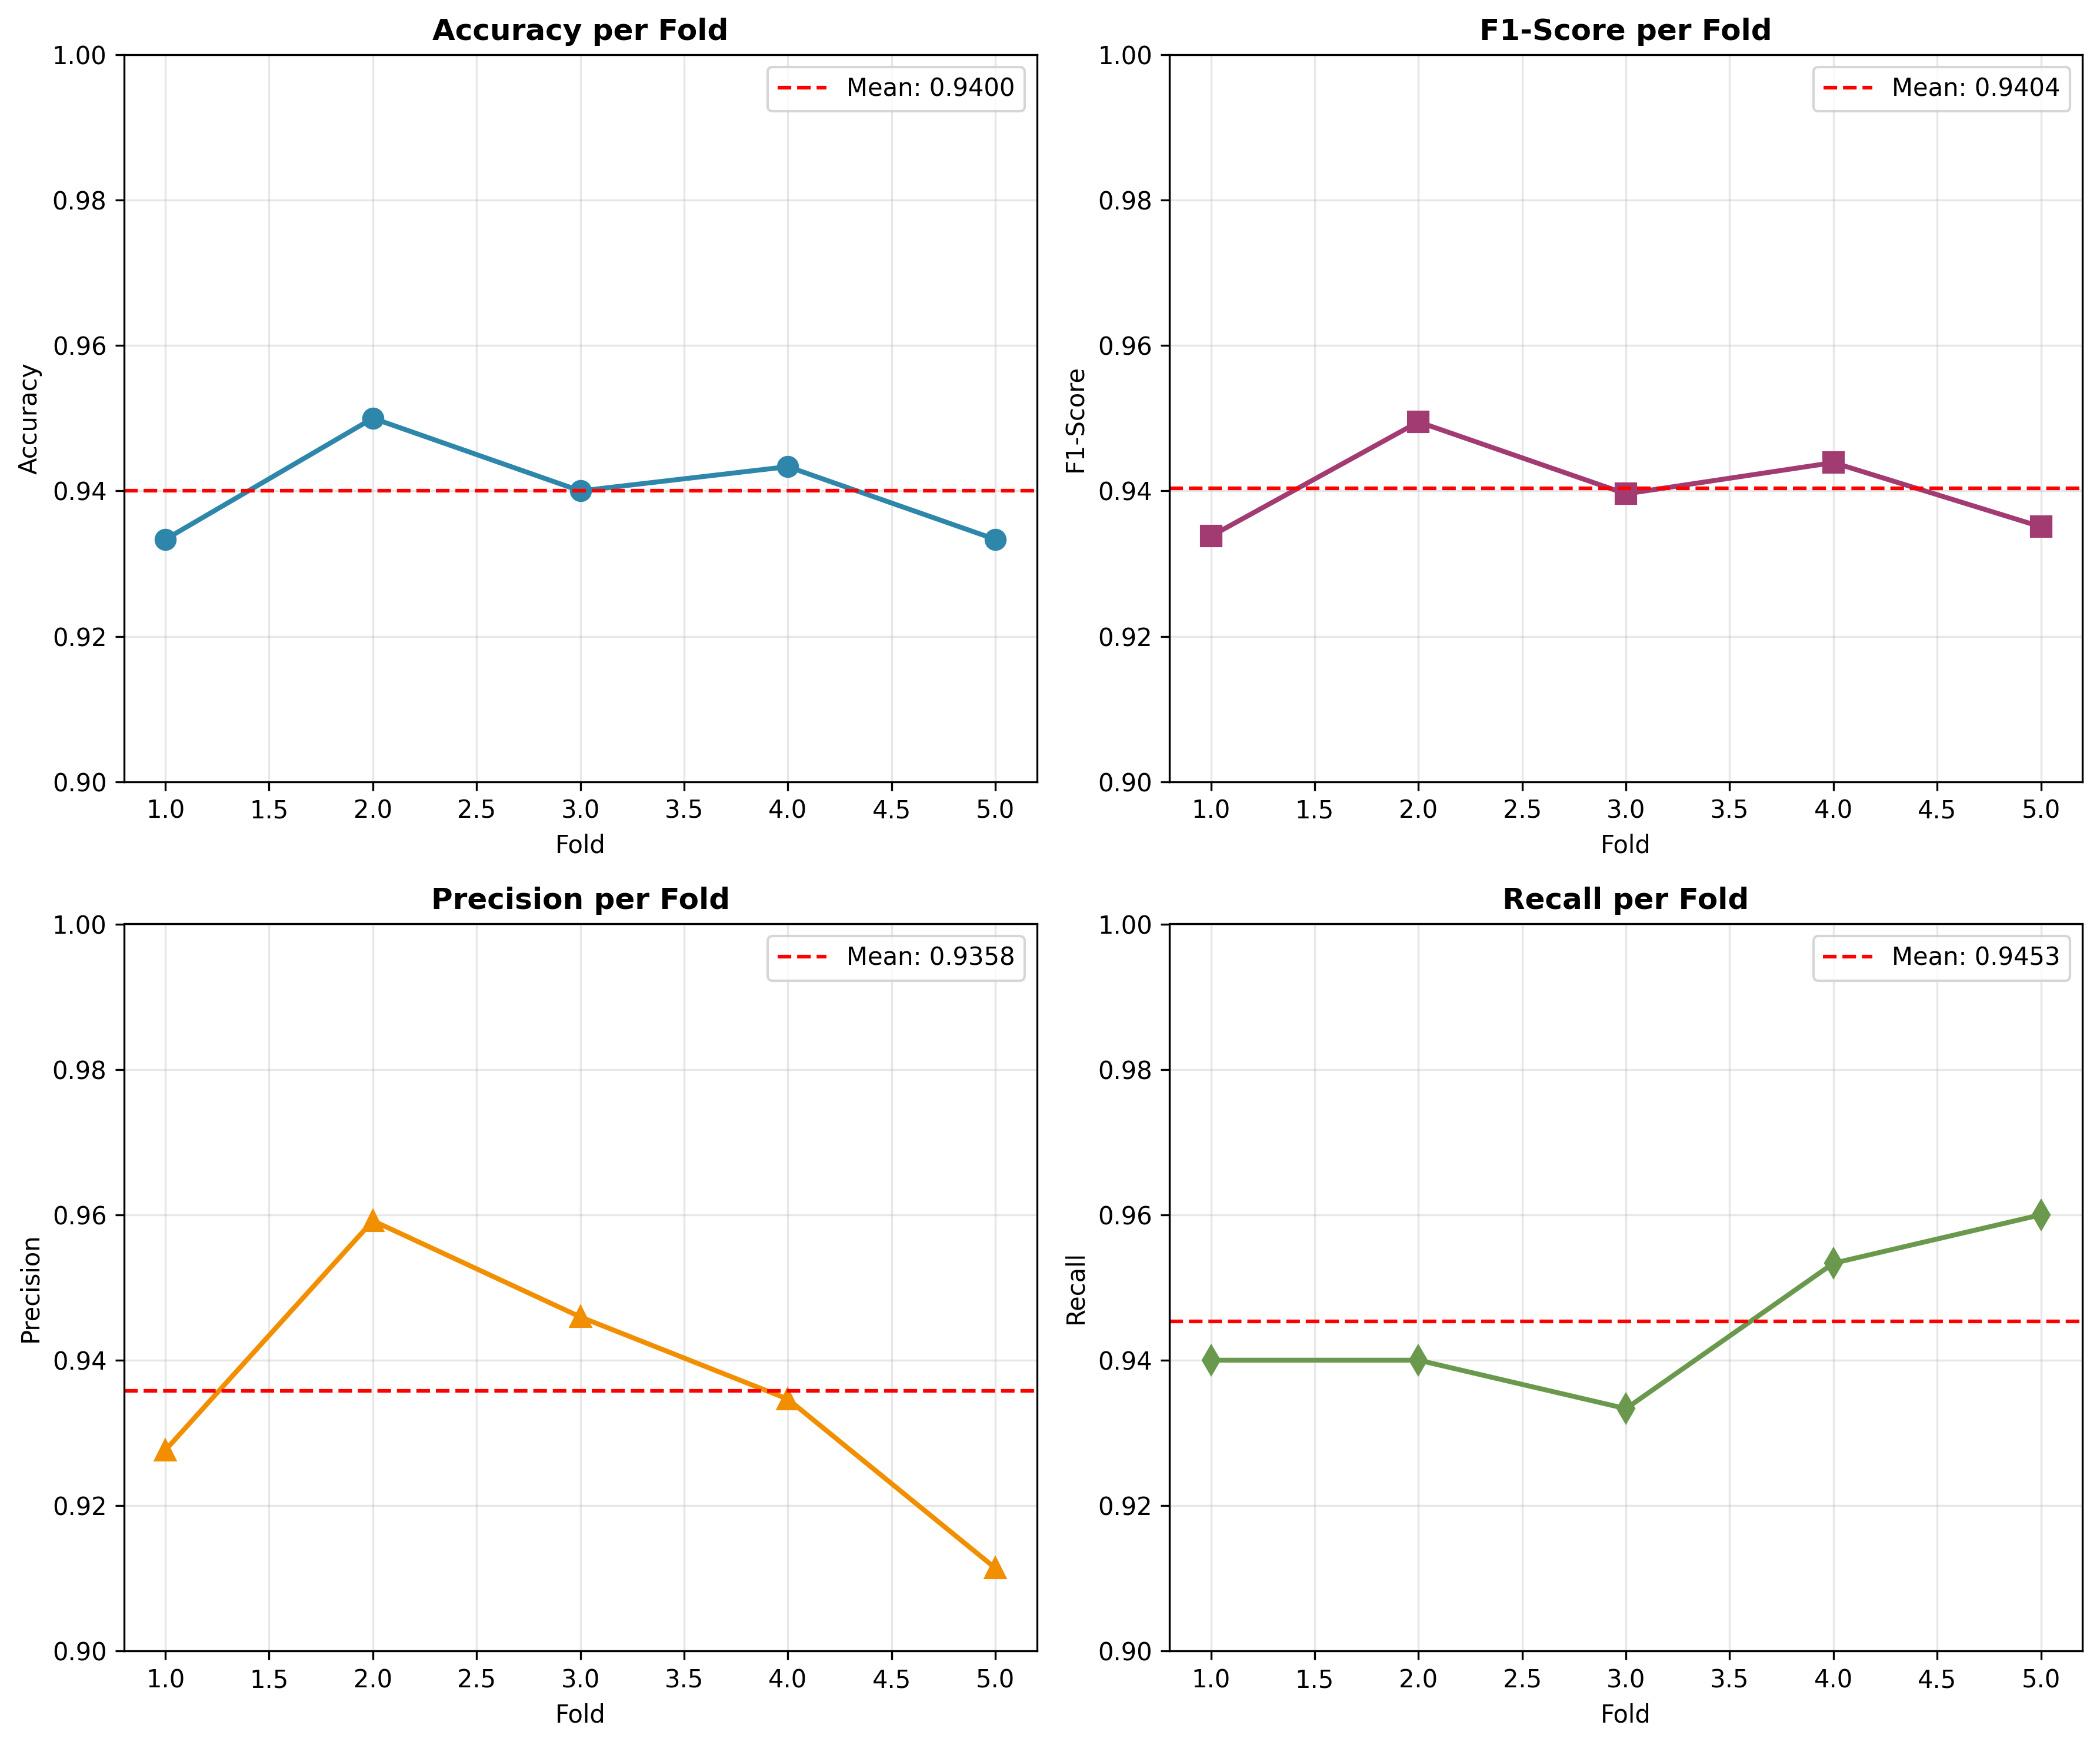 Accuracy per Fold
1.00
0.98
0.96
0.94
0.92
0.90
Accuracy
Mean: 0.9400
1.0 1.5 2.0 2.5 3.0 3.5 4.0 4.5 5.0
Fold
F1-Score per Fold
1.00
0.98
0.96
0.94
0.92
0.90
F1-Score
Mean: 0.9404
1.0 1.5 2.0 2.5 3.0 3.5 4.0 4.5 5.0
Fold
Precision per Fold
1.00
0.98
0.96
0.94
0.92
0.90
Precision
Mean: 0.9358
1.0 1.5 2.0 2.5 3.0 3.5 4.0 4.5 5.0
Fold
Recall per Fold
1.00
0.98
0.96
0.94
0.92
0.90
Recall
Mean: 0.9453
1.0 1.5 2.0 2.5 3.0 3.5 4.0 4.5 5.0
Fold